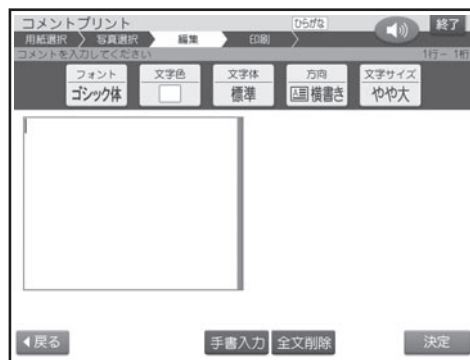 コメントプリント ひらがな 終了
用紙選択 写真選択 編集 印刷
コメントを入力してください 1行－ 1桁
フォント 文字色 文字体 方向 文字サイズ
ゴシック体 標準 横書き やや大
戻る 手書入力 全文削除 決定